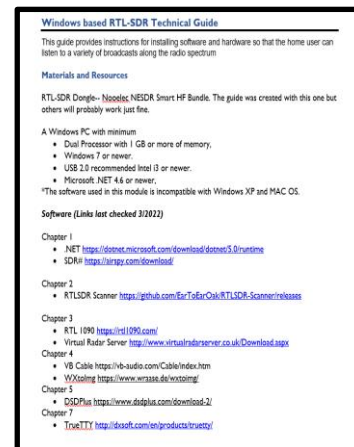 Windows based RTL-SDR Technical Guide
This guide provides instructions for installing software and hardware so that the home user can
listen to a variety of broadcasts along the radio spectrum
Materials and Resources
RTL-SDR Dongle-- Nooelec NESDR Smart HF Bundle. The guide was created with this one but
others will probably work just fine.
A Windows PC with minimum
• Dual Processor with 1 GB or more of memory,
• Windows 7 or newer.
• USB 2.0 recommended Intel i3 or newer.
• Microsoft .NET 4.6 or newer,
*The software used in this module is incompatible with Windows XP and MAC OS.
Software (Links last checked 3/2022)
Chapter 1
• .NET https://dotnet.microsoft.com/download/dotnet/5.0/runtime
• SDR# https://airspy.com/download/
Chapter 2
• RTLSDR Scanner https://github.com/EarToEarOak/RTLSDR-Scanner/releases
Chapter 3
• RTL 1090 https://rtl1090.com/
• Virtual Radar Server http://www.virtualradarserver.co.uk/Download.aspx
Chapter 4
• VB Cable https://vb-audio.com/Cable/index.htm
• WXtoImg https://www.wraase.de/wxtoimg/
Chapter 5
• DSDPlus https://www.dsdplus.com/download-2/
Chapter 7
• TrueTTY http://dxsoft.com/en/products/truetty/